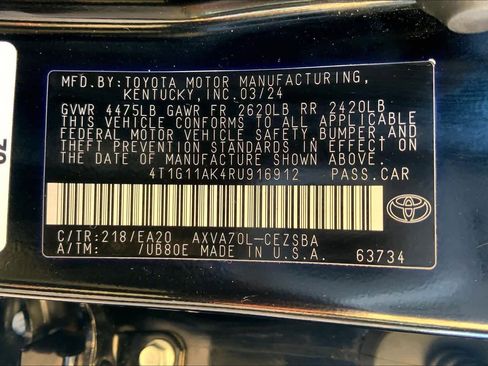 MFD.BY:TOYOTA MOTOR MANUFACTURING,
KENTUCKY, INC. 03/24
GVWR 4475LB GAWR FR 2620LB RR 2420LB
THIS VEHICLE CONFORMS TO ALL APPLICABLE
FEDERAL MOTOR VEHICLE SAFETY, BUMPER,AND
THEFT PREVENTION STANDARDS IN EFFECT ON
THE DATE OF MANUFACTURE SHOWN ABOVE.
4T1G11AK4RU916912 PASS.CAR
C/TR:218/EA20 AXVA70L-CEZSBA
A/TM: /UB80E MADE IN U.S.A. 63734